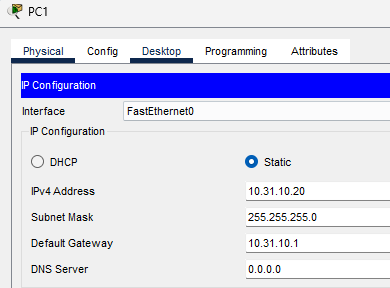 PC1
Physical Config Desktop Programming Attributes
IP Configuration
Interface FastEthernet0
IP Configuration
DHCP Static
IPv4 Address 10.31.10.20
Subnet Mask 255.255.255.0
Default Gateway 10.31.10.1
DNS Server 0.0.0.0